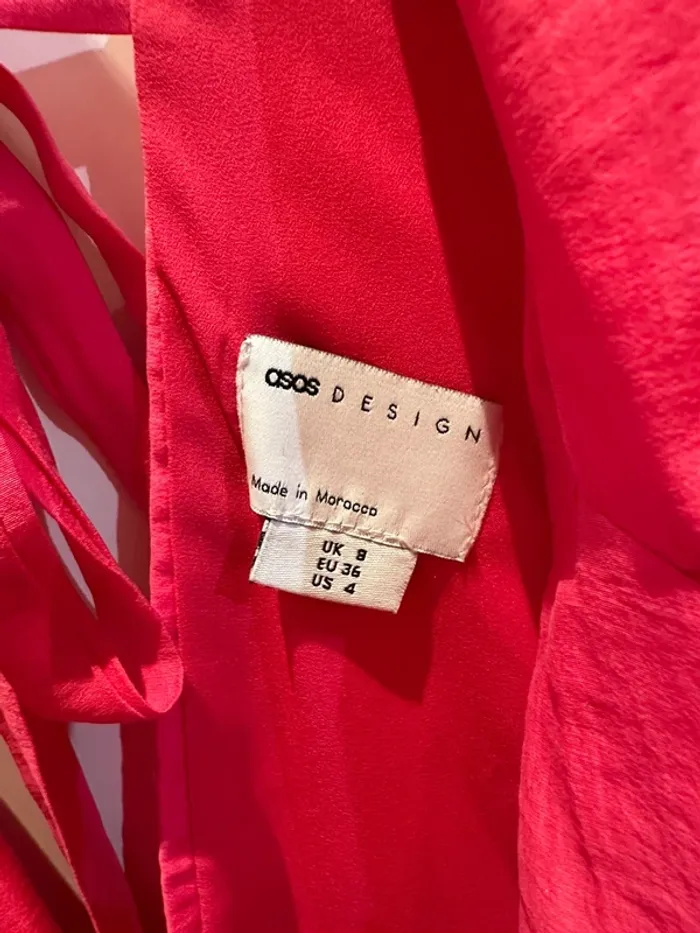 asos DESIGN
Made in Morocco
UK 8
EU 36
US 4